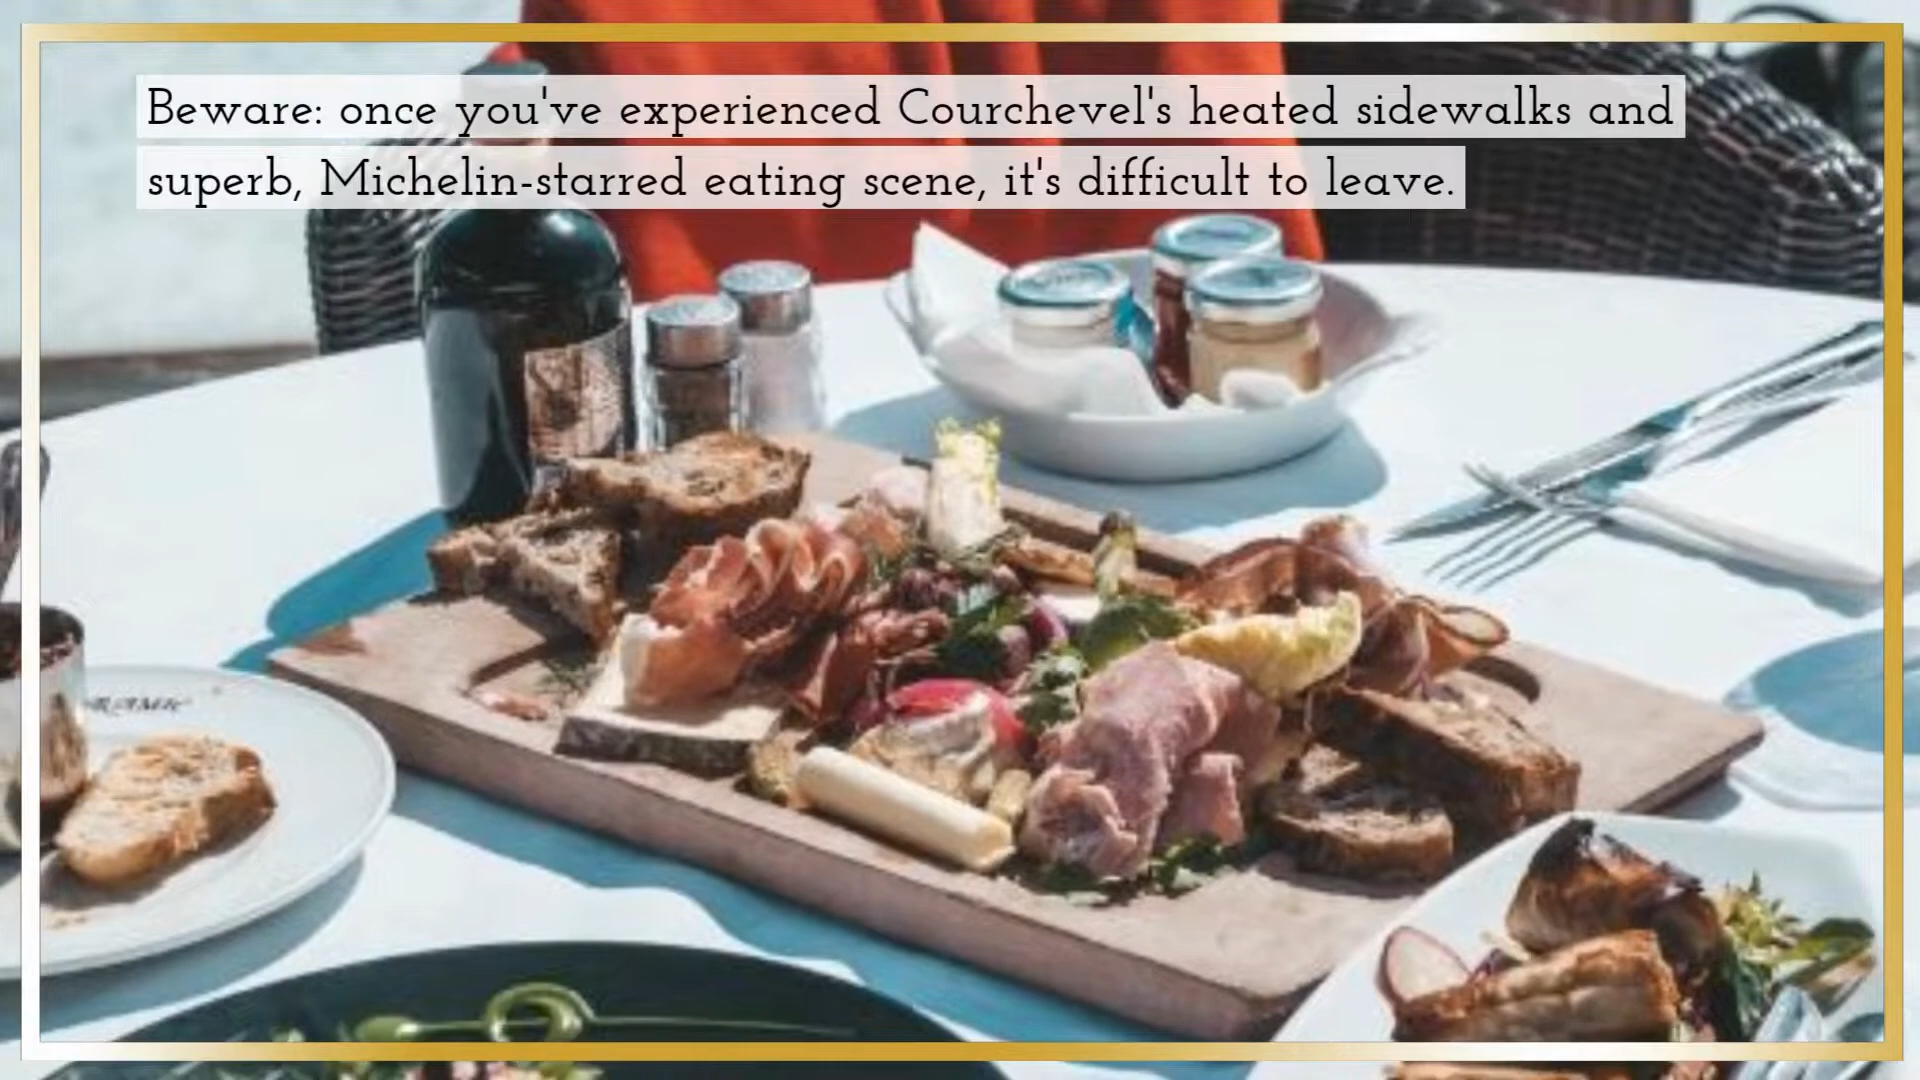 Beware: once you've experienced Courchevel's heated sidewalks and
superb, Michelin-starred eating scene, it's difficult to leave.